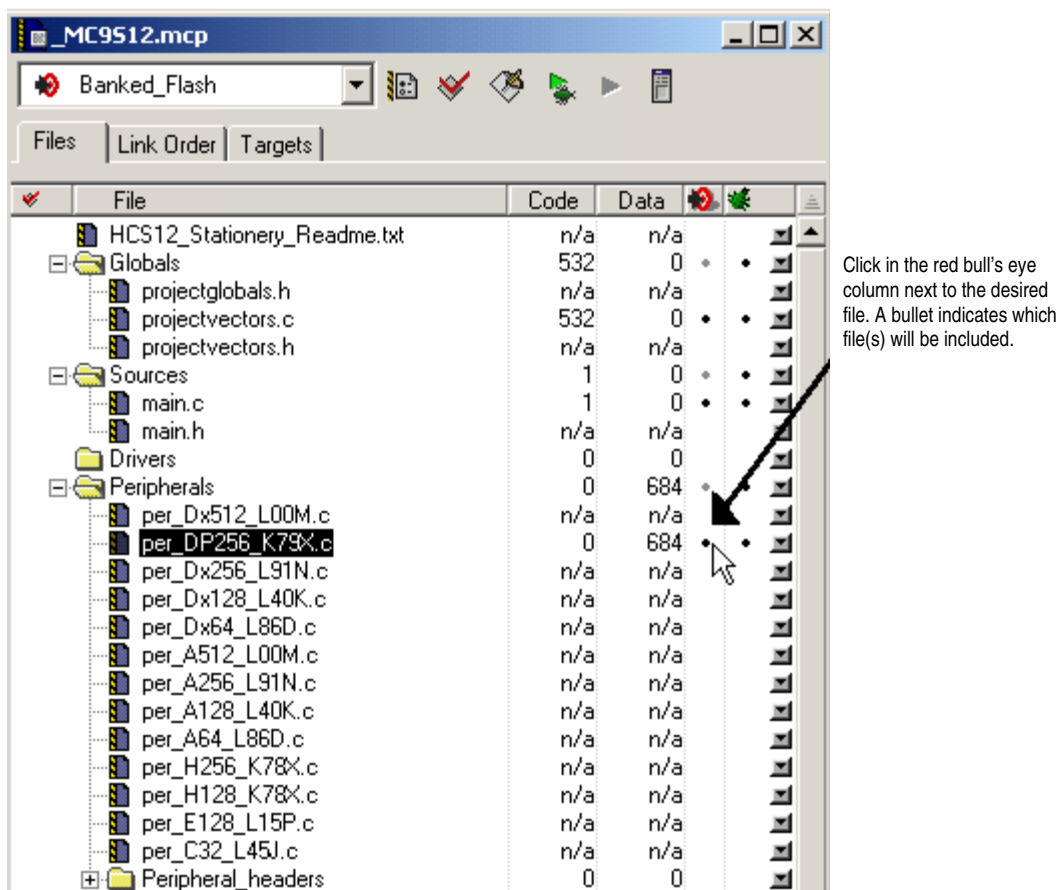 _MC9S12.mcp
Banked_Flash
Files Link Order Targets
File Code Data
HCS12_Stationery_Readme.txt n/a n/a
Globals 532 0
projectglobals.h n/a n/a
projectvectors.c 532 0
projectvectors.h n/a n/a
Sources 1 0
main.c 1 0
main.h n/a n/a
Drivers 0 0
Peripherals 0 684
per_Dx512_L00M.c n/a n/a
per_DP256_K79X.c 0 684
per_Dx256_L91N.c n/a n/a
per_Dx128_L40K.c n/a n/a
per_Dx64_L86D.c n/a n/a
per_A512_L00M.c n/a n/a
per_A256_L91N.c n/a n/a
per_A128_L40K.c n/a n/a
per_A64_L86D.c n/a n/a
per_H256_K78X.c n/a n/a
per_H128_K78X.c n/a n/a
per_E128_L15P.c n/a n/a
per_C32_L45J.c n/a n/a
Peripheral_headers 0 0
Click in the red bull's eye
column next to the desired
file. A bullet indicates which
file(s) will be included.